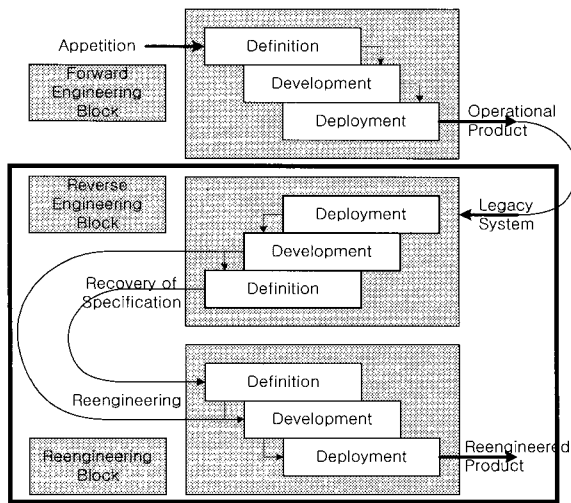 Appetition
Definition
Forward
Engineering
Block
Development
Deployment
Operational
Product
Reverse
Engineering
Block
Deployment
Legacy
System
Development
Recovery of
Specification
Definition
Definition
Reengineering
Development
Reengineering
Block
Deployment
Reengineered
Product